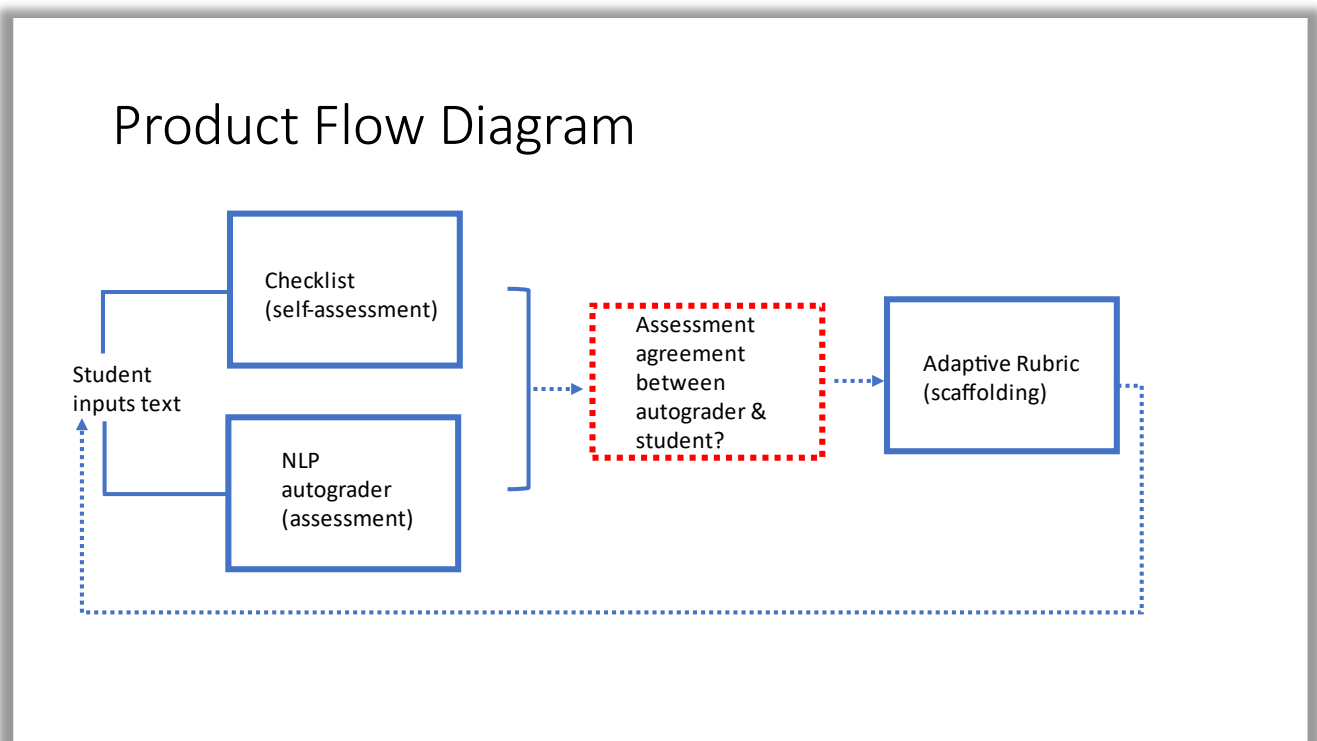 Product Flow Diagram
Checklist
(self-assessment)
Student
inputs text
NLP
autograder
(assessment)
Assessment
agreement
between
autograder &
student?
Adaptive Rubric
(scaffolding)